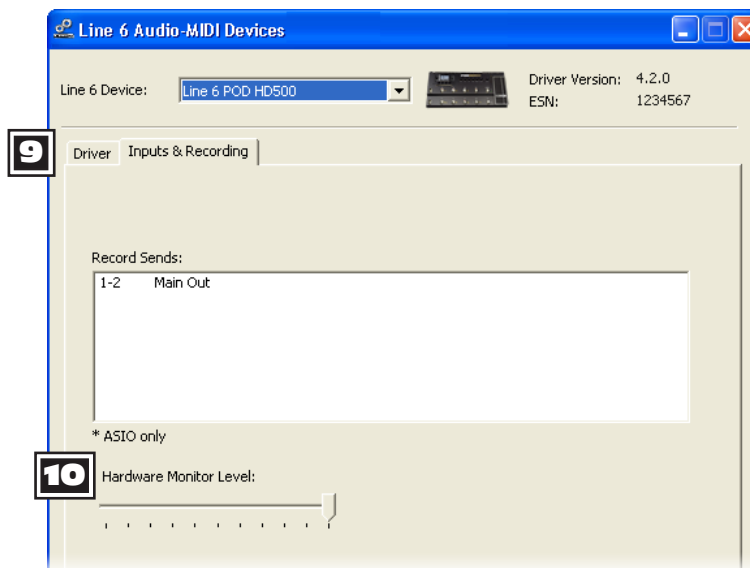 Line 6 Audio-MIDI Devices
Line 6 Device:
Line 6 POD HD500
Driver Version: 4.2.0
ESN: 1234567
9
Driver
Inputs & Recording
Record Sends:
1-2 Main Out
* ASIO only
10
Hardware Monitor Level: